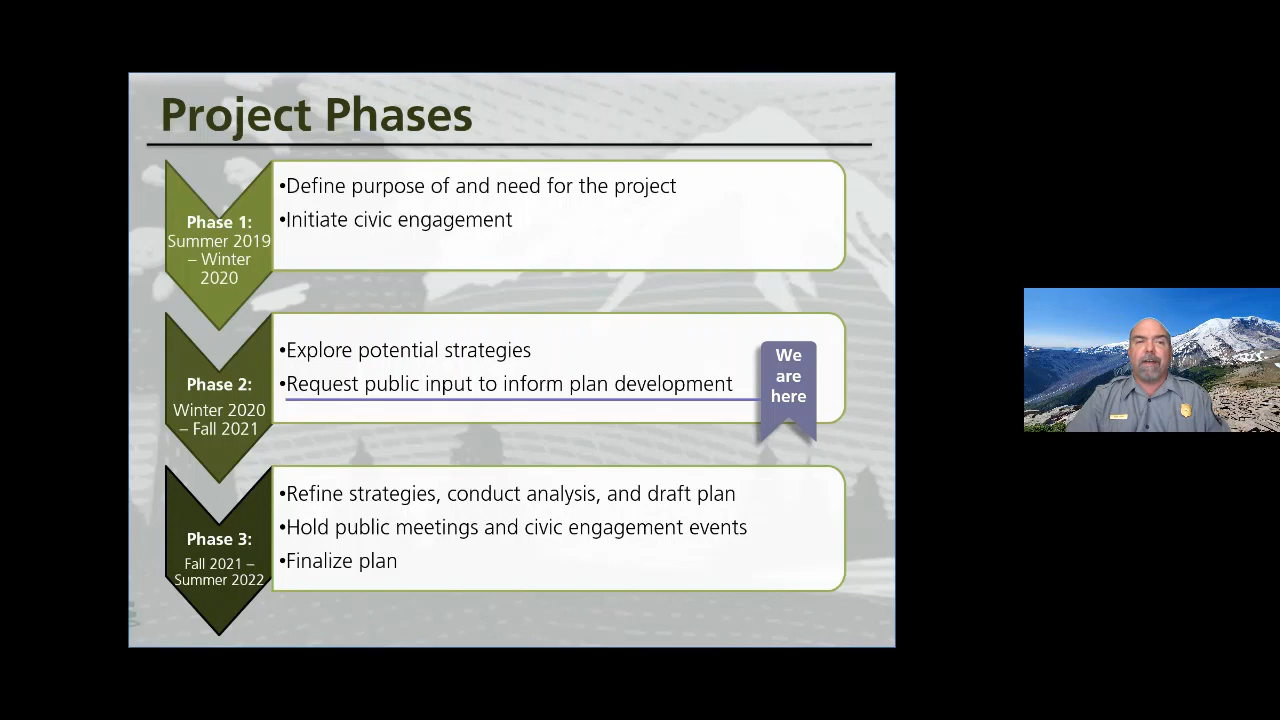 Project Phases
Phase 1:
Summer 2019
– Winter
2020
•Define purpose of and need for the project
•Initiate civic engagement
Phase 2:
Winter 2020
– Fall 2021
•Explore potential strategies
•Request public input to inform plan development
We
are
here
Phase 3:
Fall 2021 –
Summer 2022
•Refine strategies, conduct analysis, and draft plan
•Hold public meetings and civic engagement events
•Finalize plan